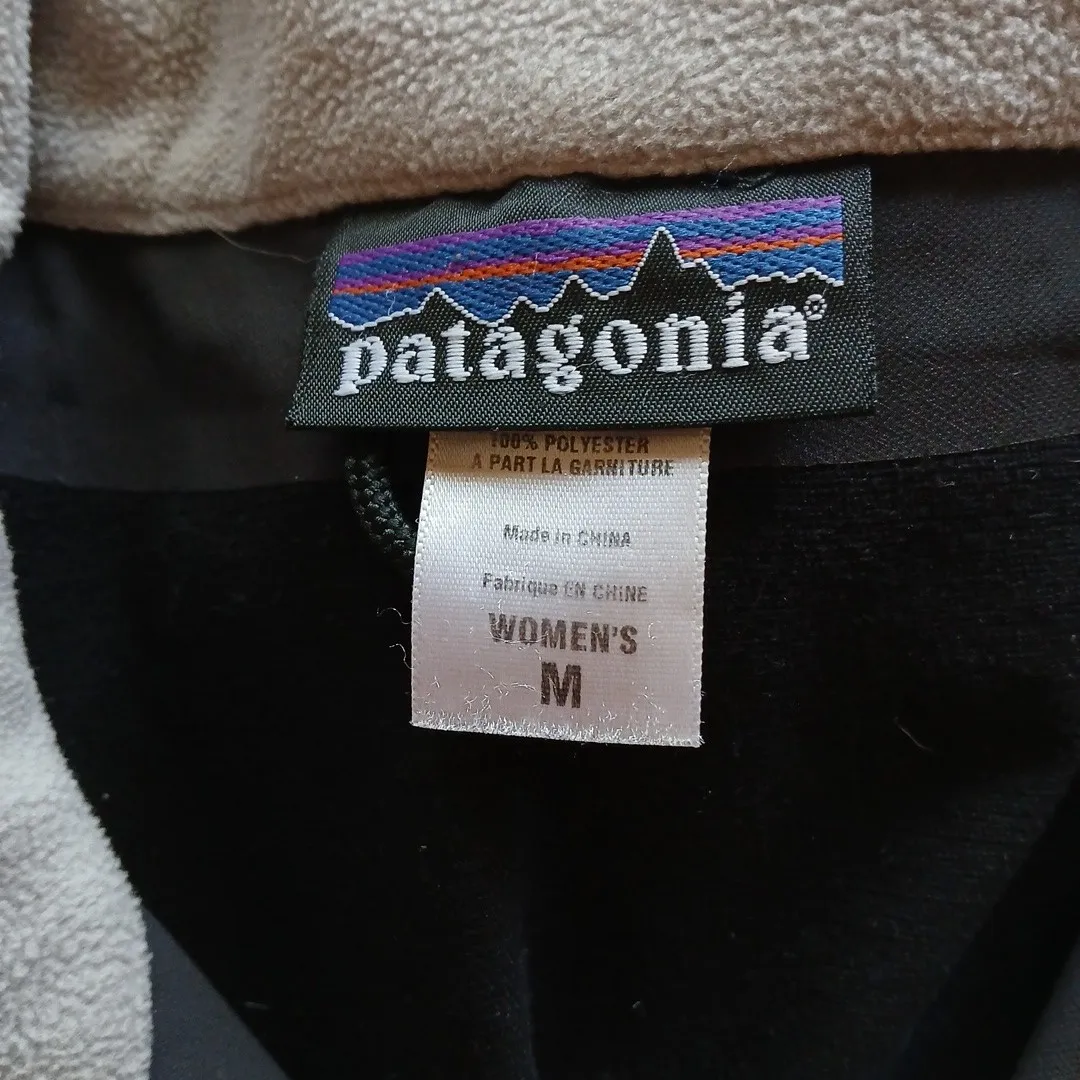 patagonia®
100% POLYESTER
A PART LA GARNITURE
Made in CHINA
Fabriqué EN CHINE
WOMEN'S
M